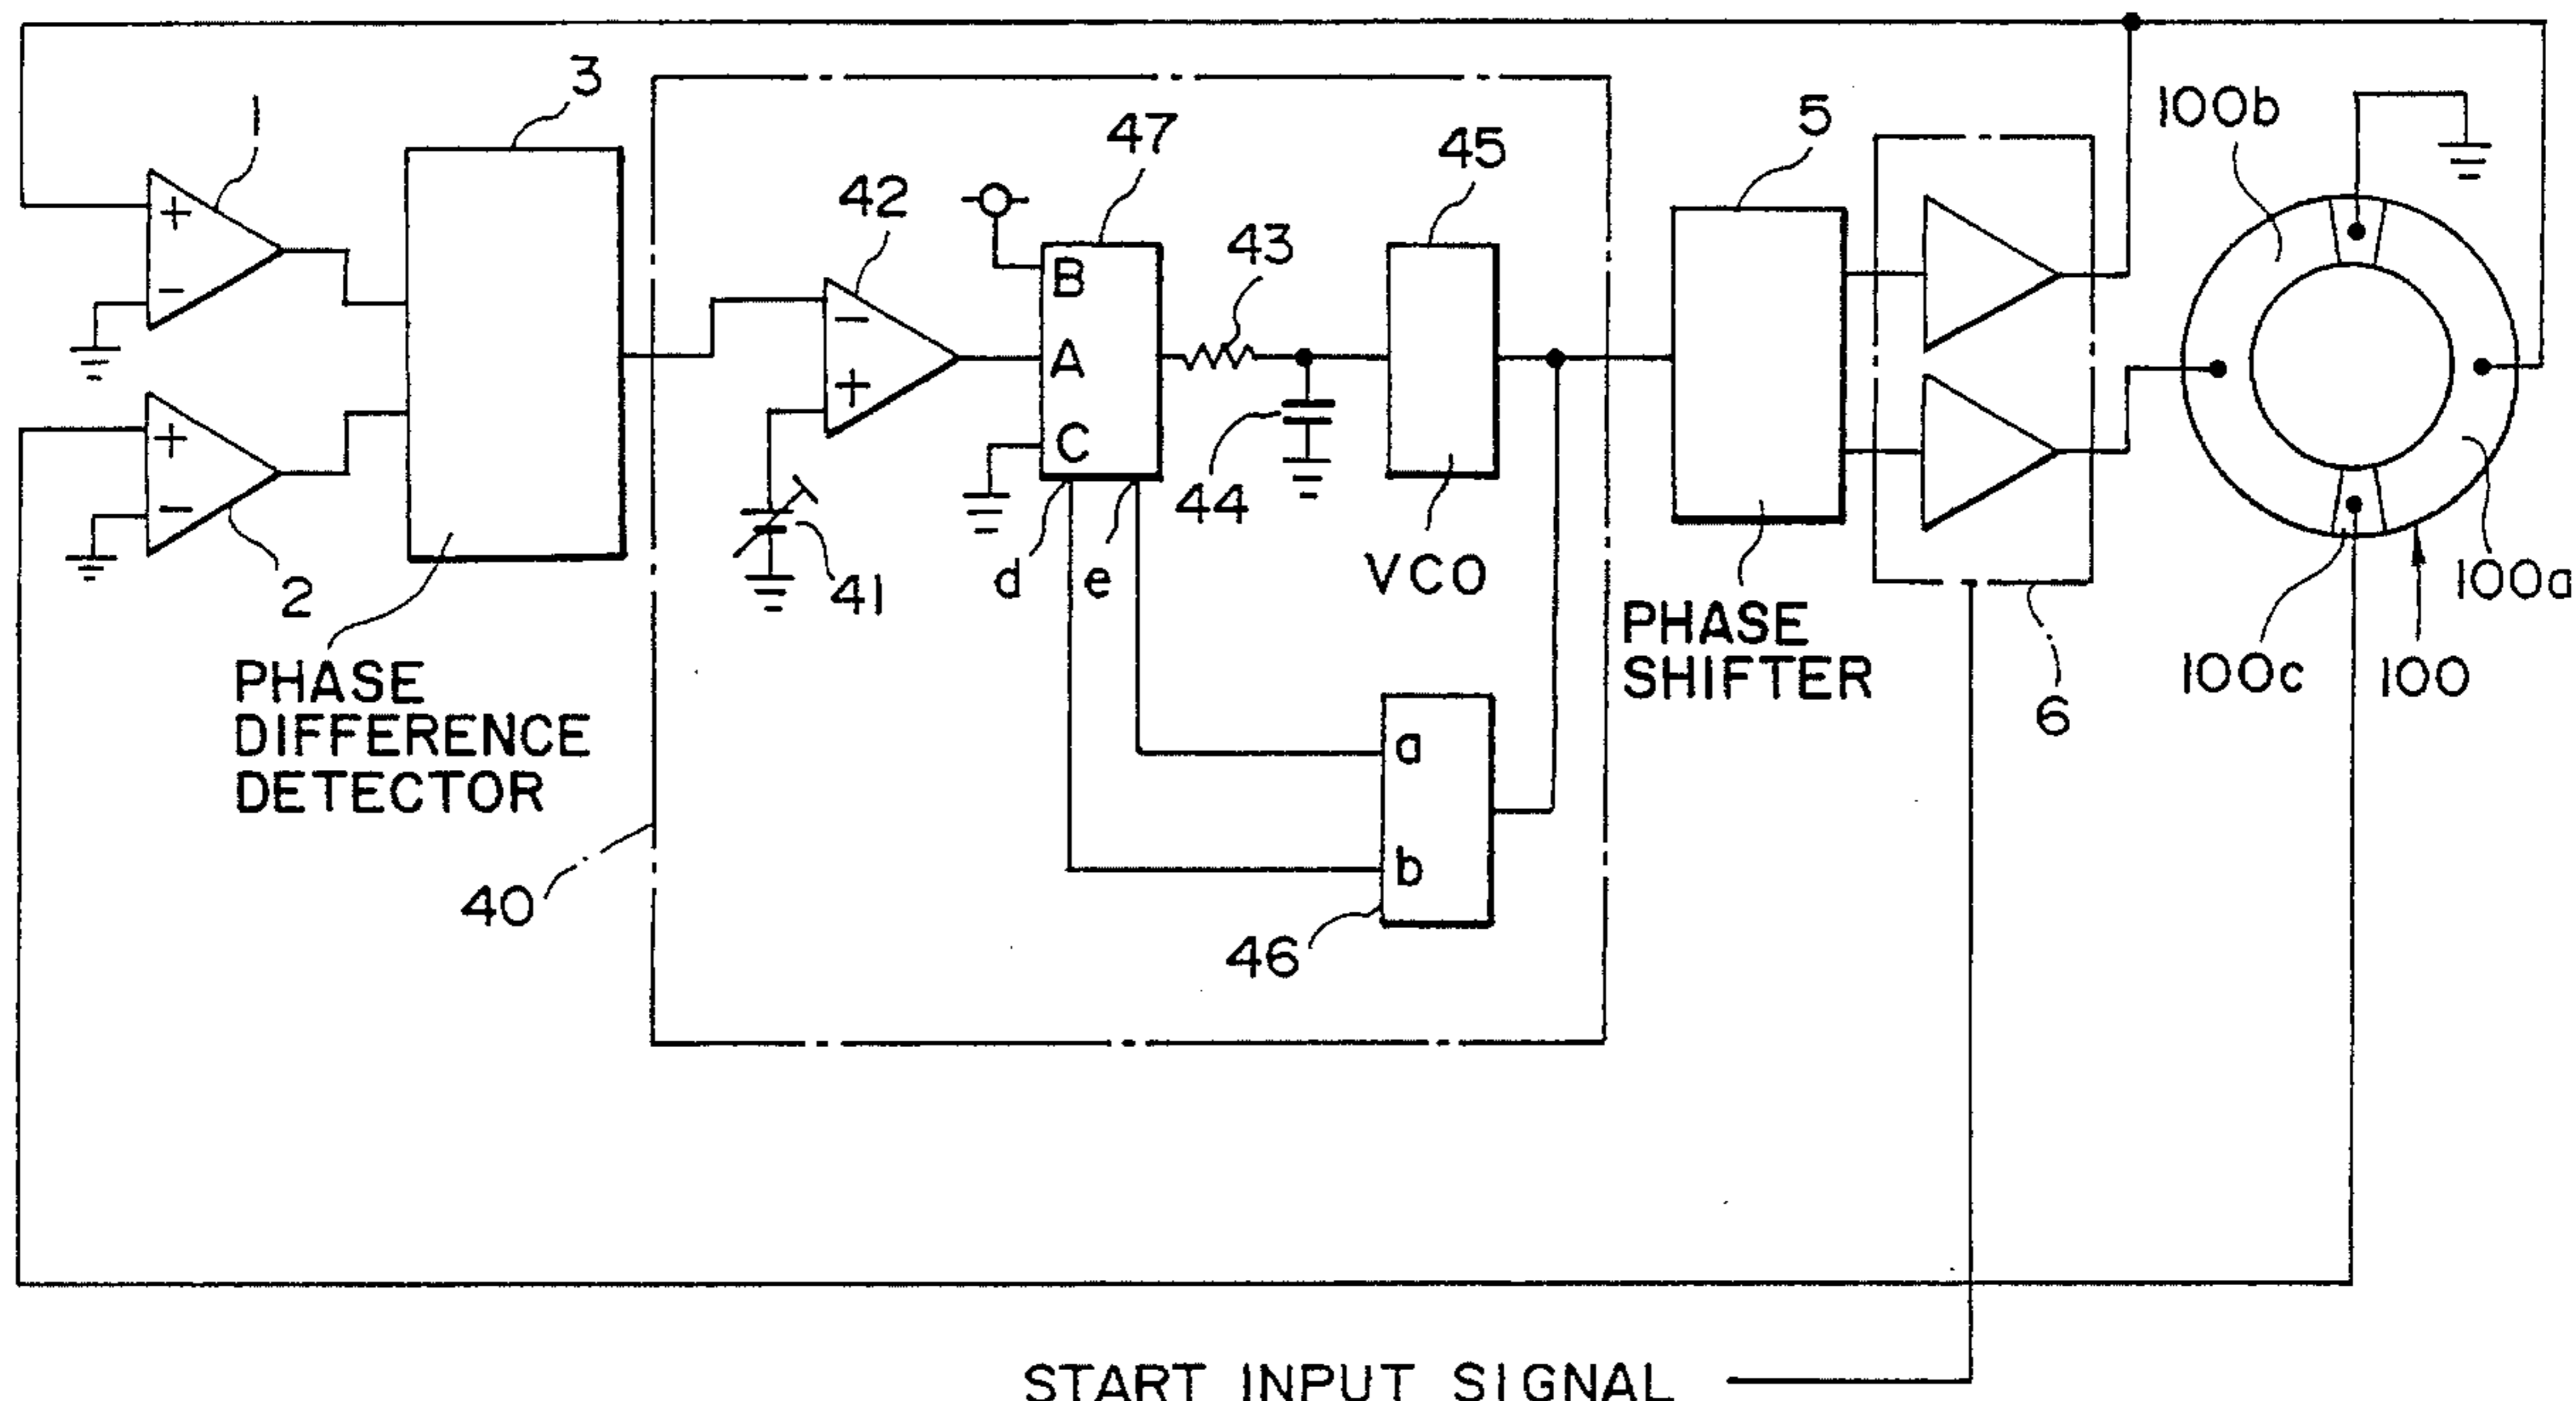 1
3
47
45
5
100b
42
43
+
-
B
A
C
-
+
+
-
2
44
41
d
e
VCO
PHASE
SHIFTER
100a
100c
100
6
PHASE
DIFFERENCE
DETECTOR
a
b
40
46
START INPUT SIGNAL